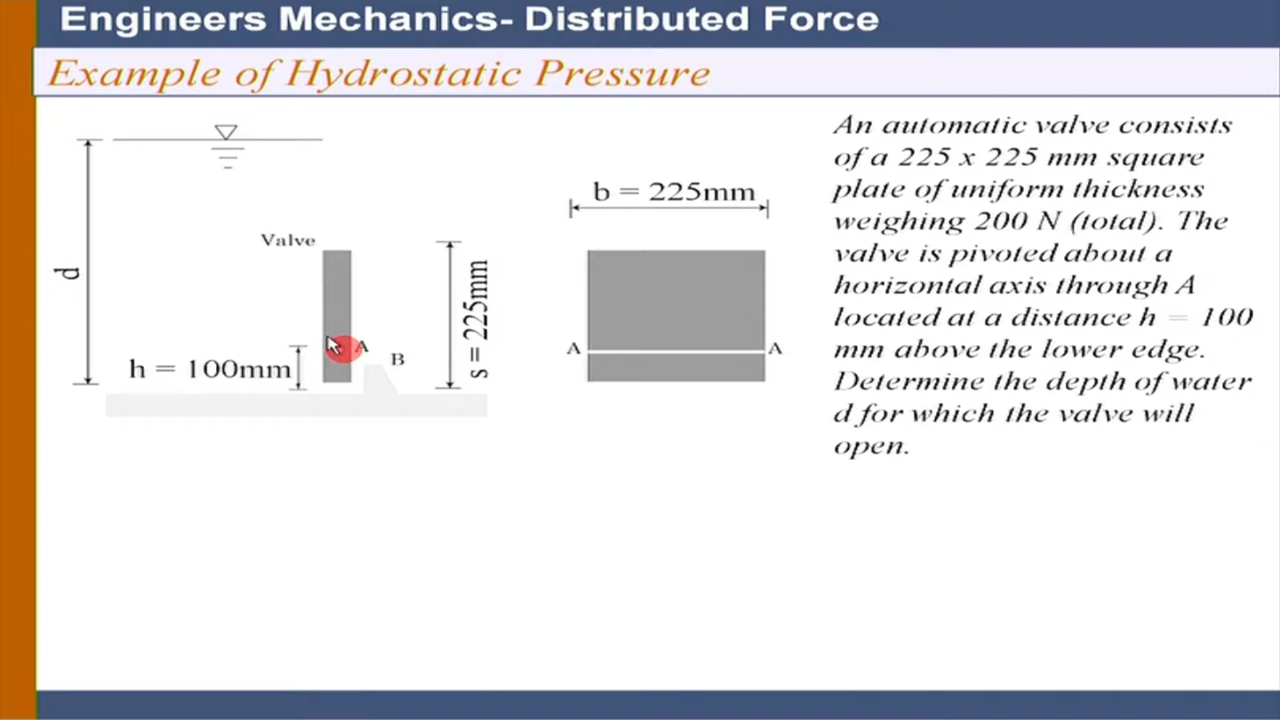 Engineers Mechanics- Distributed Force
Example of Hydrostatic Pressure
An automatic valve consists
of a 225 x 225 mm square
plate of uniform thickness
weighing 200 N (total). The
valve is pivoted about a
horizontal axis through A
located at a distance h = 100
mm above the lower edge.
Determine the depth of water
d for which the valve will
open.
d
Valve
h = 100mm
A
B
s = 225mm
b = 225mm
A
A